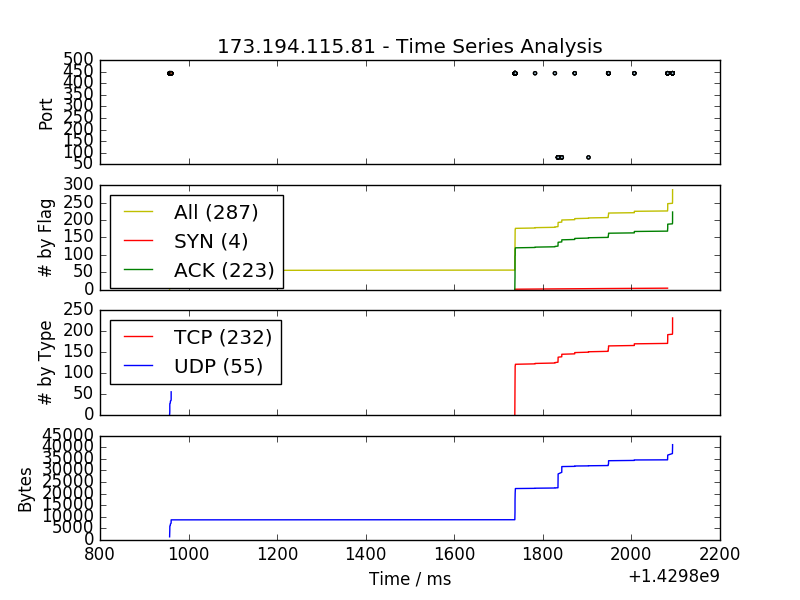 173.194.115.81 - Time Series Analysis
500
450
400
350
300
250
200
150
100
50
Port
300
250
200
150
100
50
0
# by Flag
All (287)
SYN (4)
ACK (223)
250
200
150
100
50
0
# by Type
TCP (232)
UDP (55)
45000
40000
35000
30000
25000
20000
15000
10000
5000
0
Bytes
800 1000 1200 1400 1600 1800 2000 2200
Time / ms
+1.4298e9